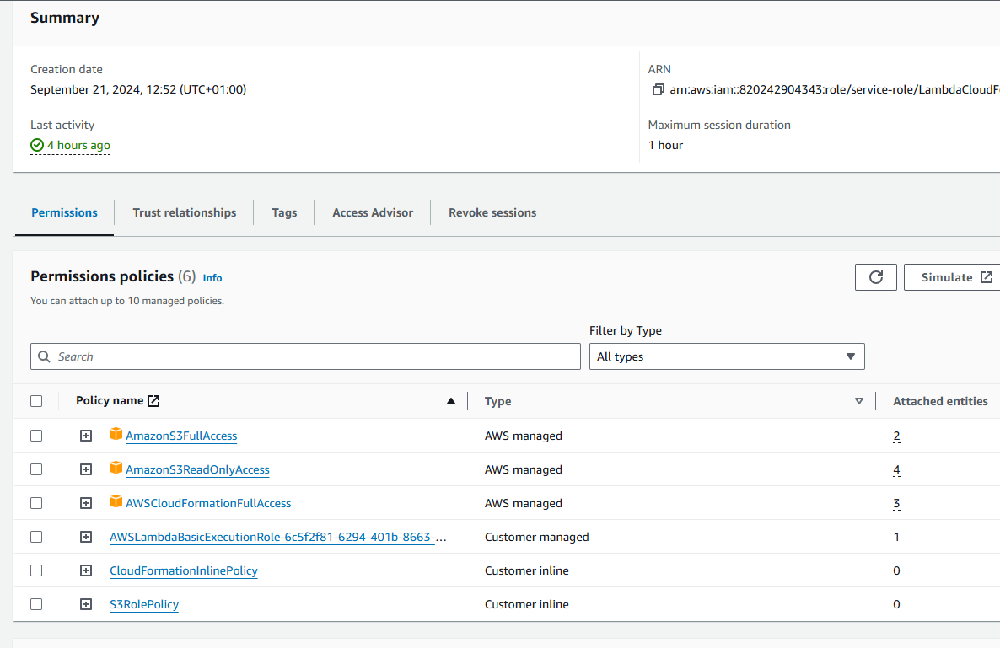 Summary
Creation date
September 21, 2024, 12:52 (UTC+01:00)
ARN
arn:aws:iam::820242904343:role/service-role/LambdaCloudF
Last activity
4 hours ago
Maximum session duration
1 hour
Permissions Trust relationships Tags Access Advisor Revoke sessions
Permissions policies (6) Info
You can attach up to 10 managed policies.
Simulate
Filter by Type
Search All types
Policy name Type Attached entities
AmazonS3FullAccess AWS managed 2
AmazonS3ReadOnlyAccess AWS managed 4
AWSCloudFormationFullAccess AWS managed 3
AWSLambdaBasicExecutionRole-6c5f2f81-6294-401b-8663-... Customer managed 1
CloudFormationInlinePolicy Customer inline 0
S3RolePolicy Customer inline 0